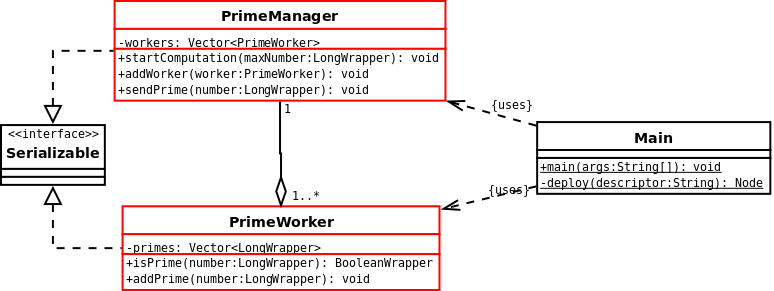 PrimeManager
-workers: Vector<PrimeWorker>
+startComputation(maxNumber:LongWrapper): void
+addWorker(worker:PrimeWorker): void
+sendPrime(number:LongWrapper): void
1
{uses}
<<interface>>
Serializable
Main
+main(args:String[]): void
-deploy(descriptor:String): Node
{uses}
1..*
PrimeWorker
-primes: Vector<LongWrapper>
+isPrime(number:LongWrapper): BooleanWrapper
+addPrime(number:LongWrapper): void